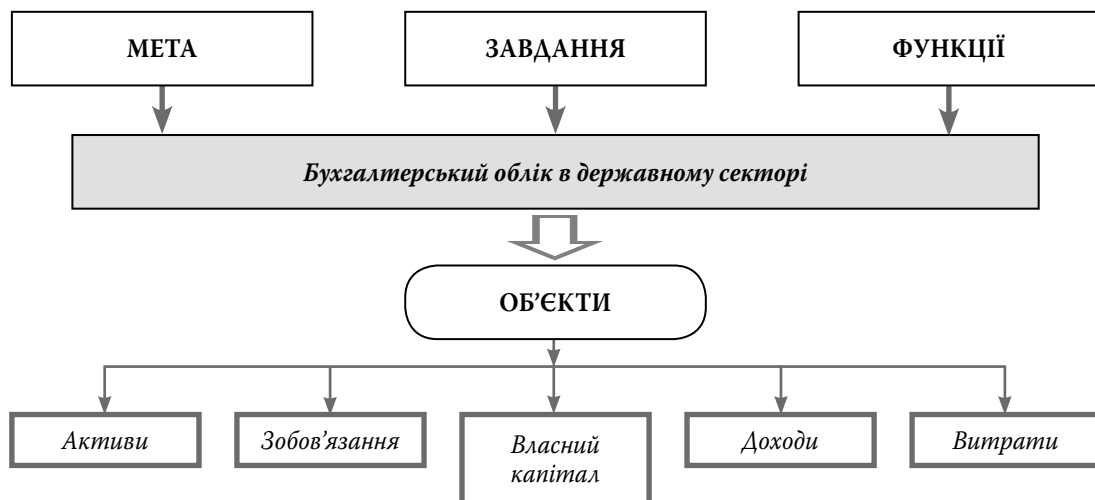 МЕТА
ЗАВДАННЯ
ФУНКЦІЇ
Бухгалтерський облік в державному секторі
ОБ’ЄКТИ
Активи
Зобов’язання
Власний
капітал
Доходи
Витрати